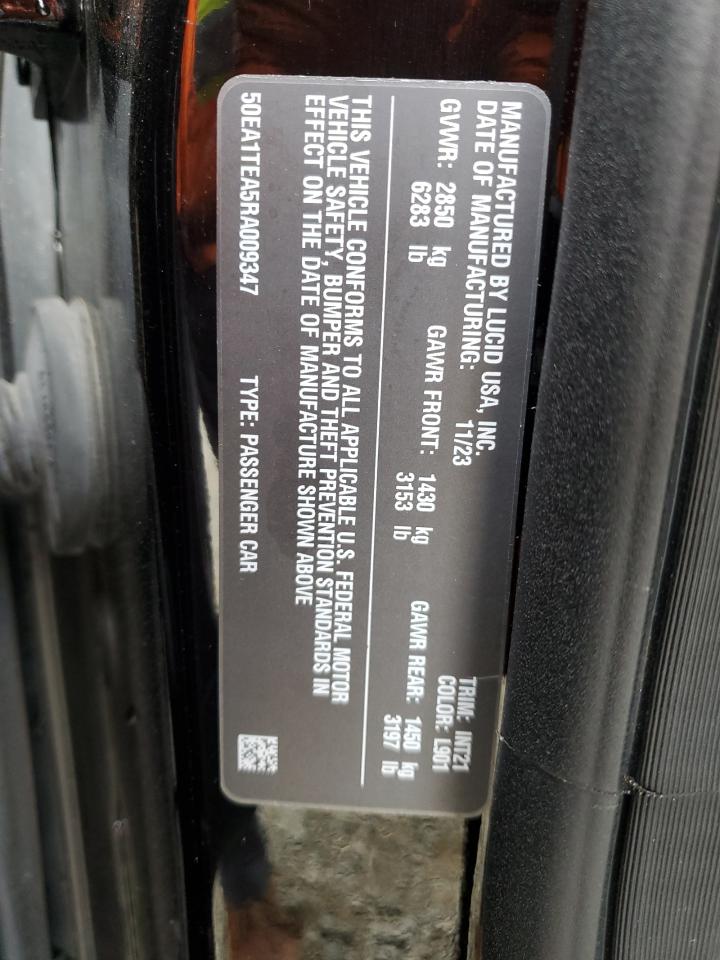 MANUFACTURED BY LUCID USA, INC.
DATE OF MANUFACTURING: 11/23
TRIM: INT21
COLOR: L901
GVWR: 2850 kg
6283 lb
GAWR FRONT: 1430 kg
3153 lb
GAWR REAR: 1450 kg
3197 lb
THIS VEHICLE CONFORMS TO ALL APPLICABLE U.S. FEDERAL MOTOR
VEHICLE SAFETY, BUMPER AND THEFT PREVENTION STANDARDS IN
EFFECT ON THE DATE OF MANUFACTURE SHOWN ABOVE
50EA1TEA5RA009347 TYPE: PASSENGER CAR